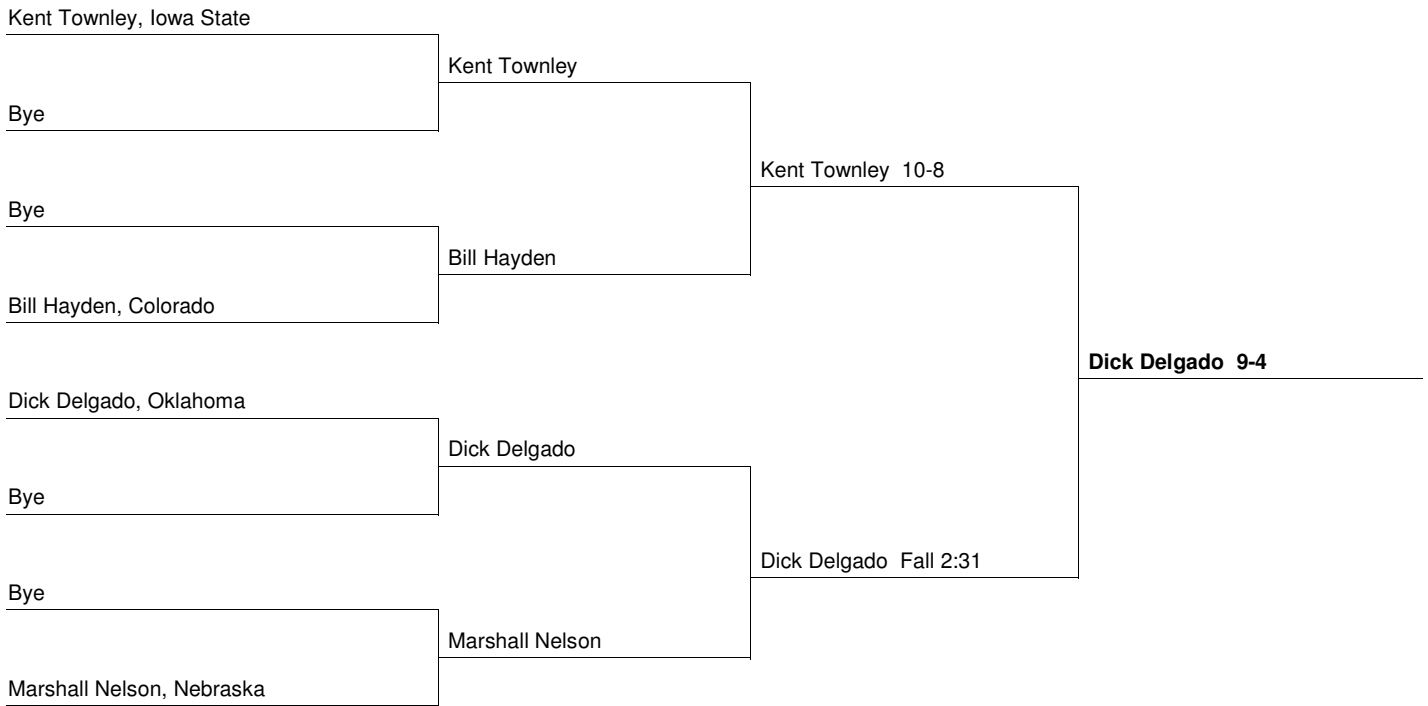 Kent Townley, Iowa State
Kent Townley
Bye
Kent Townley  10-8
Bye
Bill Hayden
Bill Hayden, Colorado
Dick Delgado  9-4
Dick Delgado, Oklahoma
Dick Delgado
Bye
Dick Delgado  Fall 2:31
Bye
Marshall Nelson
Marshall Nelson, Nebraska